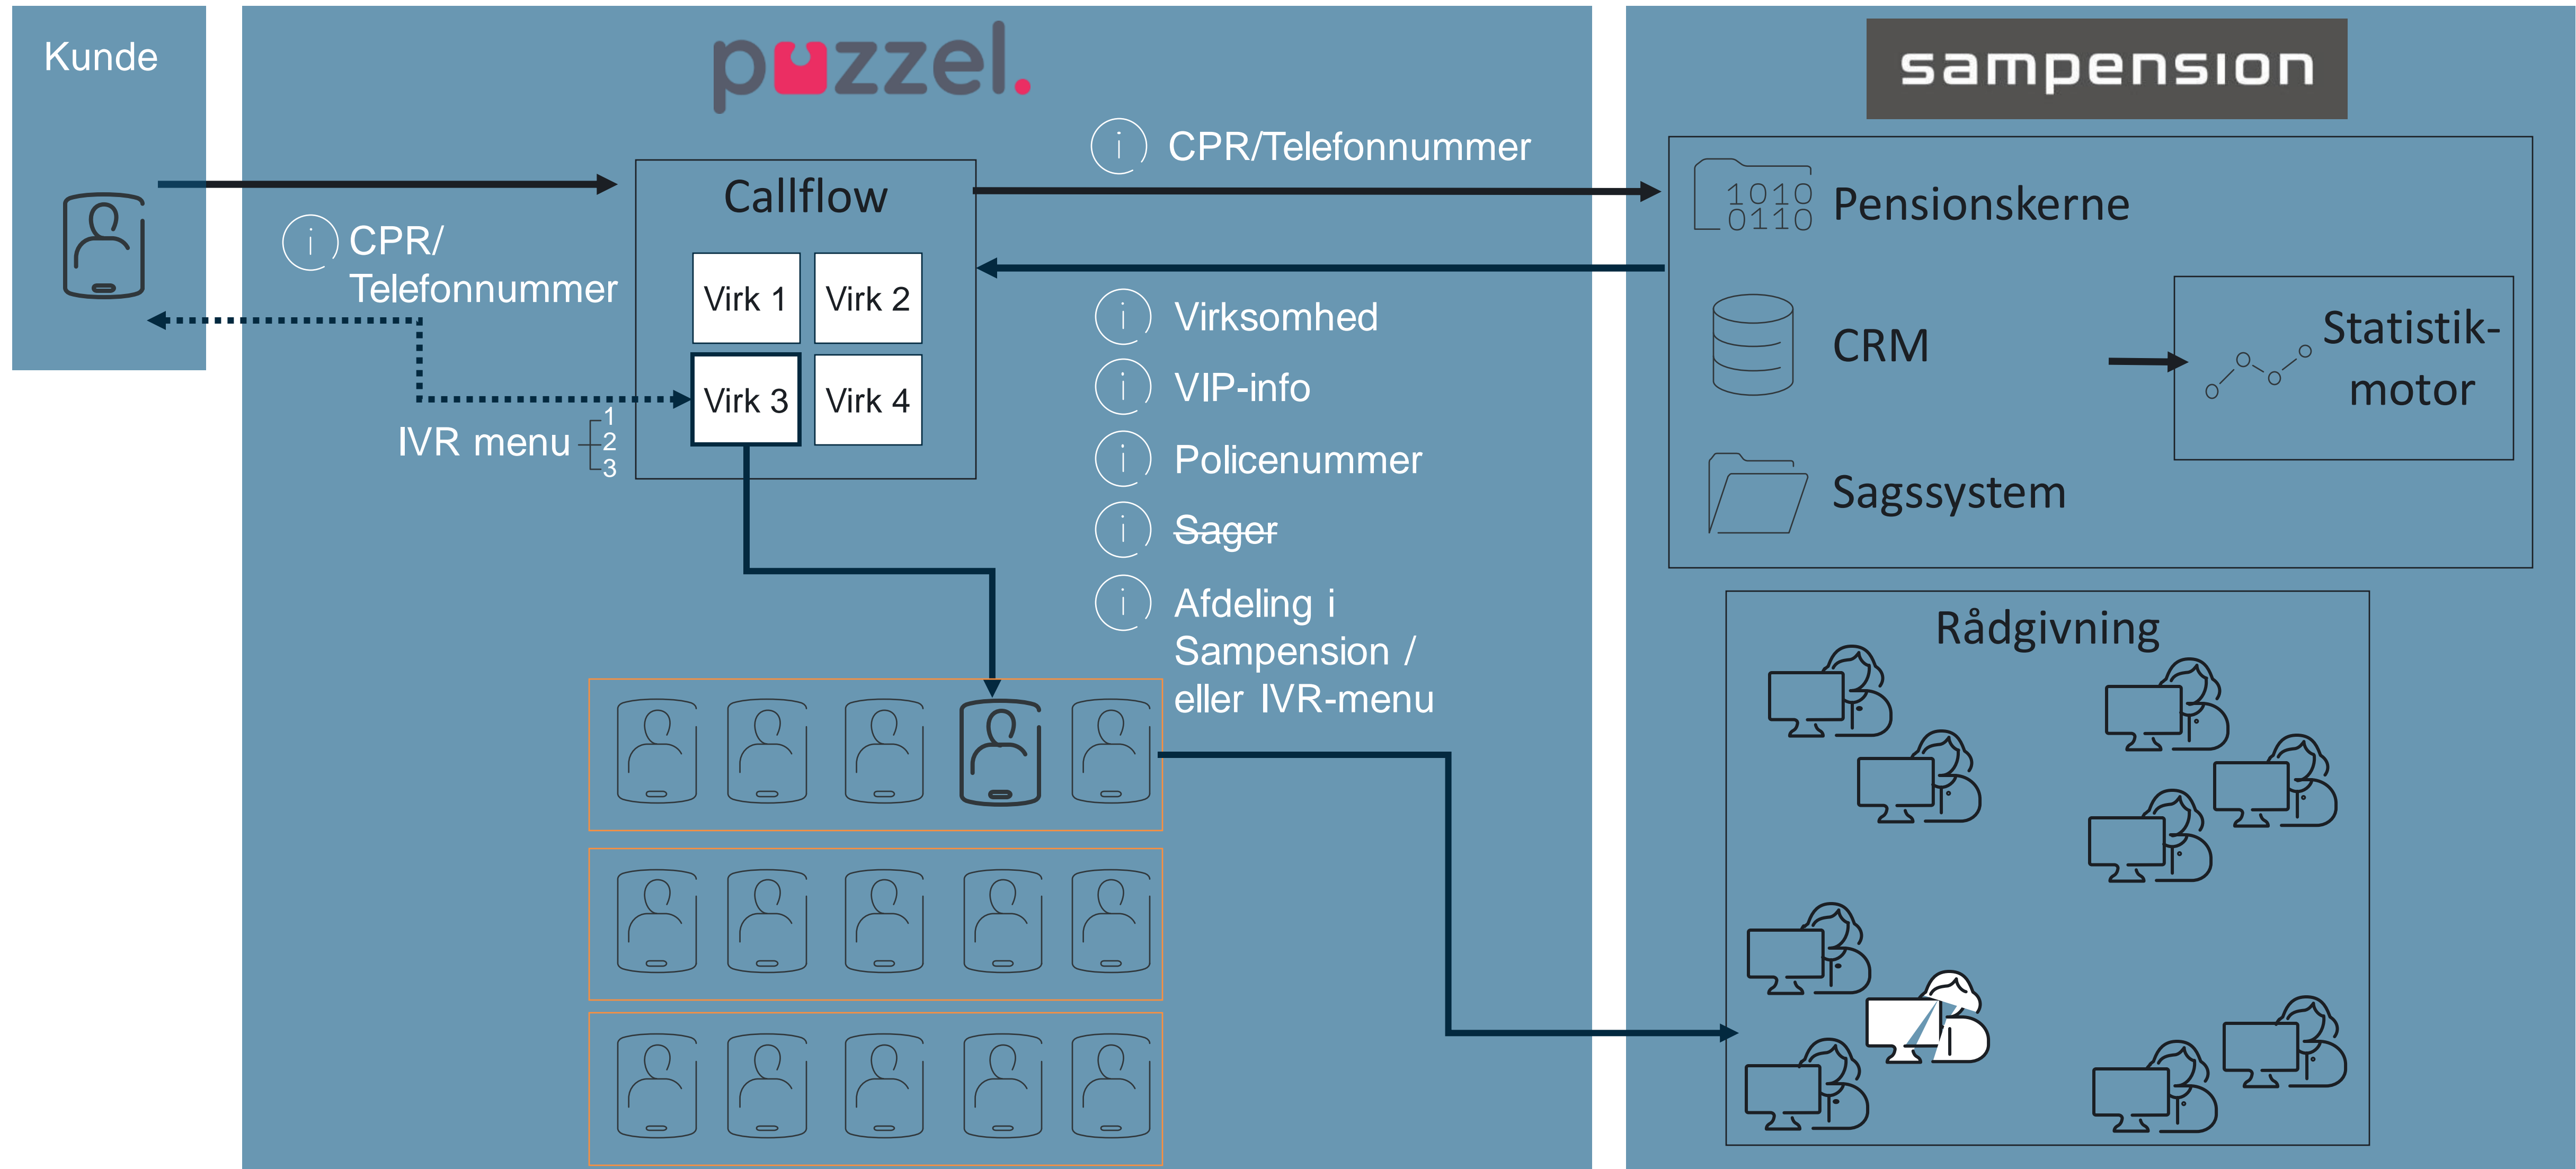 Kunde
puzzel.
sampension
CPR/Telefonnummer
Callflow
1010
0110
Pensionskerne
CPR/
Telefonnummer
Virk 1
Virk 2
Virksomhed
Statistik-
motor
CRM
VIP-info
Virk 3
Virk 4
IVR menu
1
2
3
Policenummer
Sagssystem
Sager
Afdeling i
Sampension /
eller IVR-menu
Rådgivning